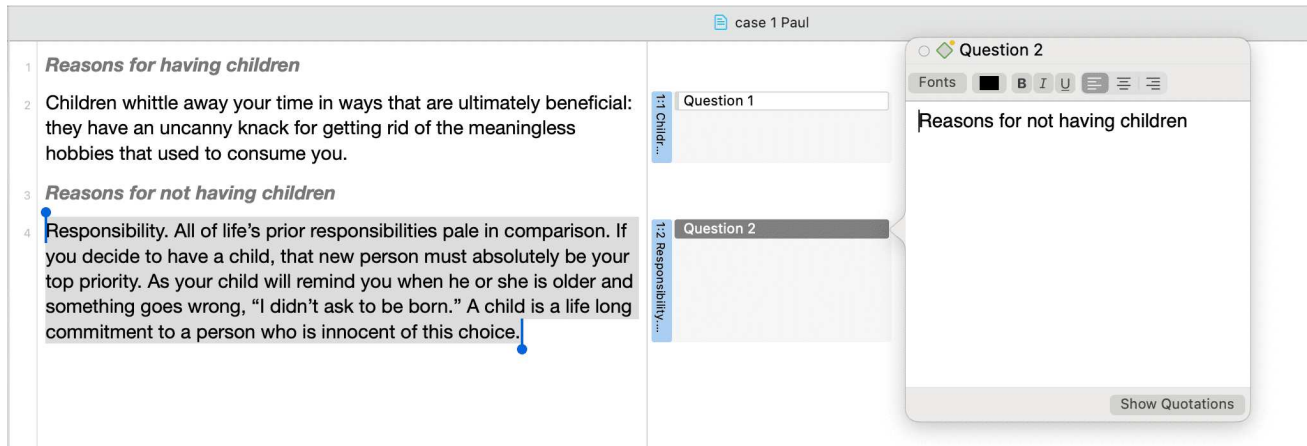 case 1 Paul
1 Reasons for having children
2 Children whittle away your time in ways that are ultimately beneficial:
they have an uncanny knack for getting rid of the meaningless
hobbies that used to consume you.
3 Reasons for not having children
4 Responsibility. All of life’s prior responsibilities pale in comparison. If
you decide to have a child, that new person must absolutely be your
top priority. As your child will remind you when he or she is older and
something goes wrong, “I didn’t ask to be born.” A child is a life long
commitment to a person who is innocent of this choice.
1:1 Childr...
Question 1
1:2 Responsibility....
Question 2
Question 2
Fonts B I U
Reasons for not having children
Show Quotations